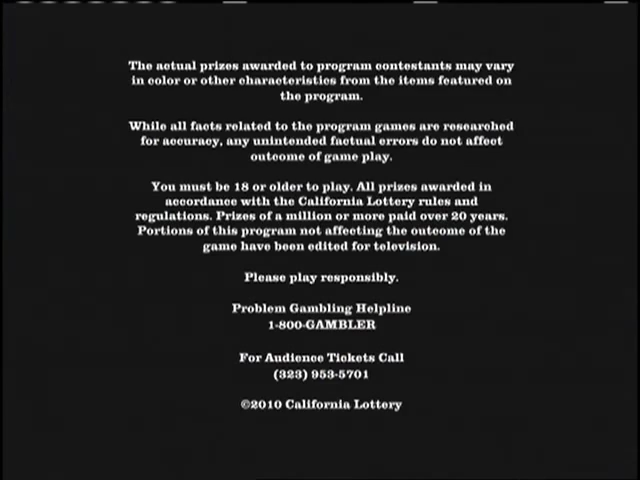 The actual prizes awarded to program contestants may vary
in color or other characteristics from the items featured on
the program.
While all facts related to the program games are researched
for accuracy, any unintended factual errors do not affect
outcome of game play.
You must be 18 or older to play. All prizes awarded in
accordance with the California Lottery rules and
regulations. Prizes of a million or more paid over 20 years.
Portions of this program not affecting the outcome of the
game have been edited for television.
Please play responsibly.
Problem Gambling Helpline
1-800-GAMBLER
For Audience Tickets Call
(323) 953-5701
©2010 California Lottery